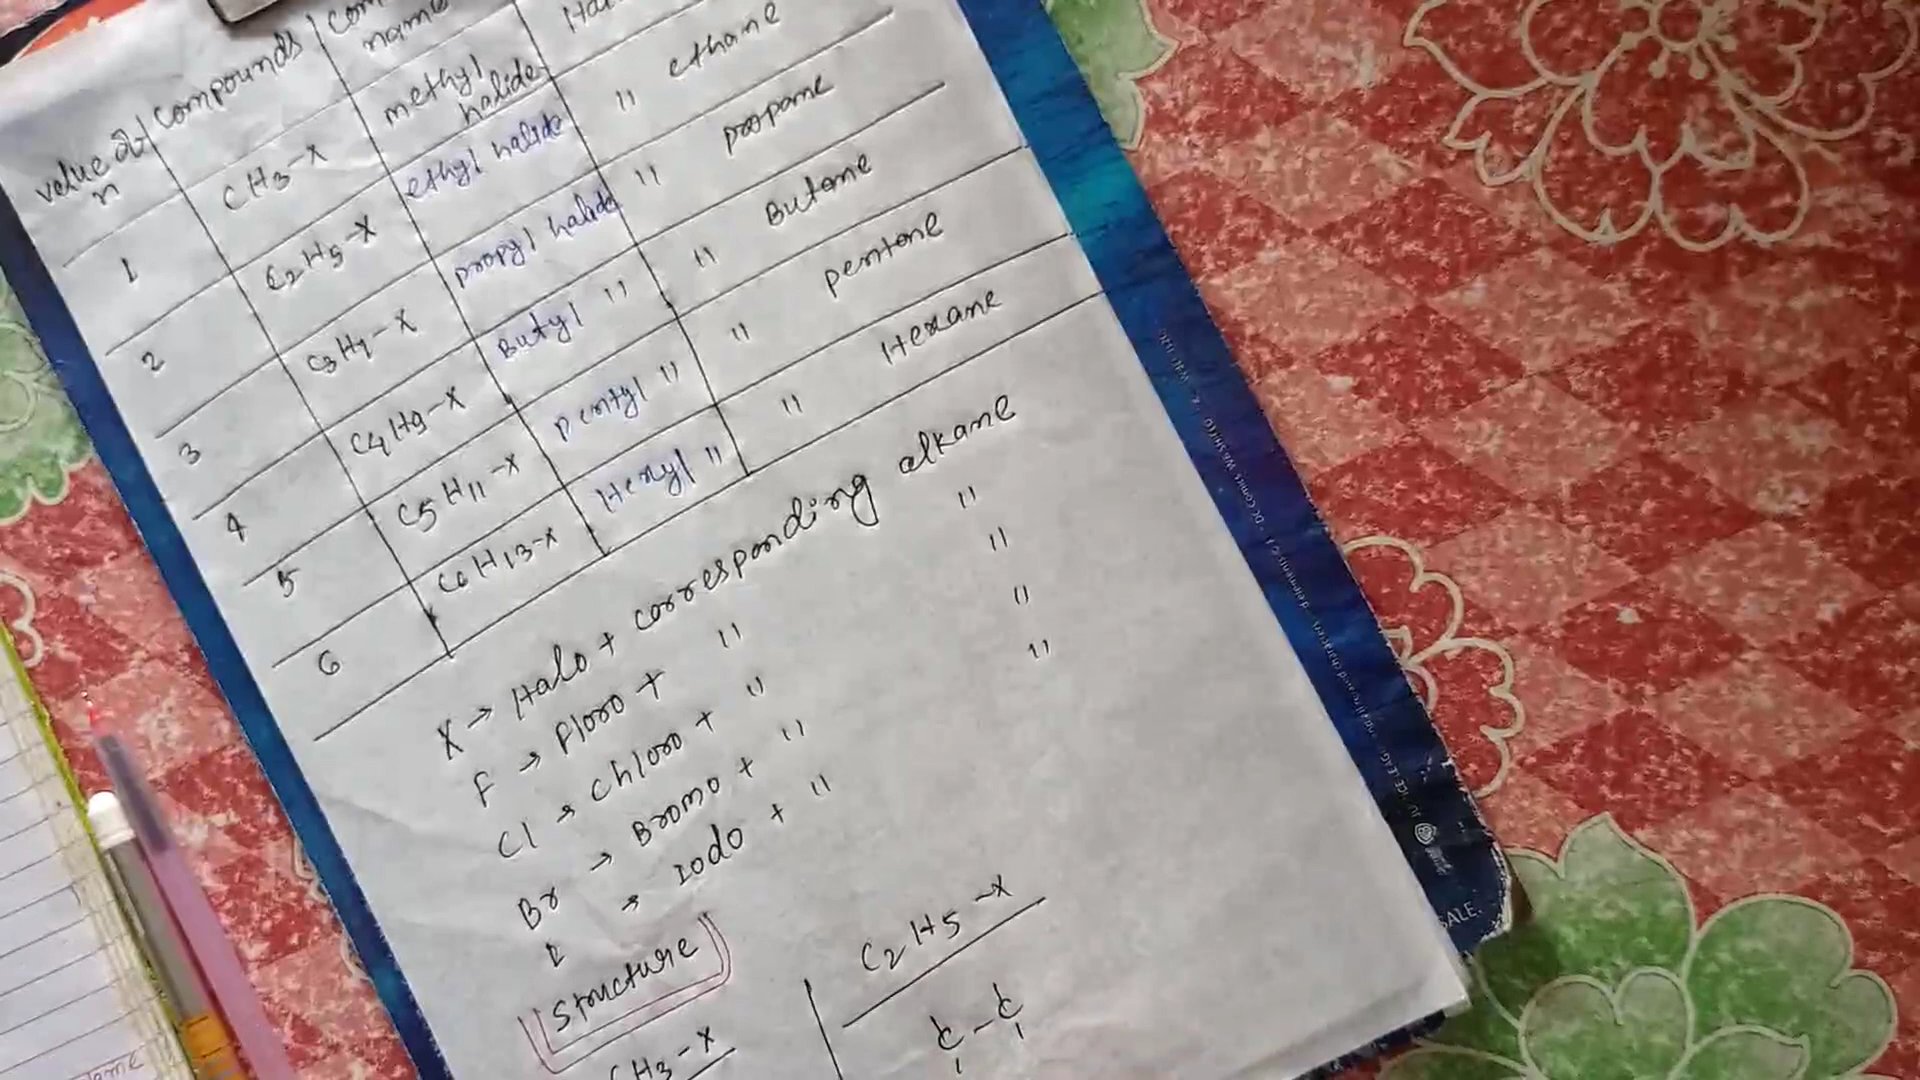 value of n compounds name
1 CH3-X methyl halide
2 C2H5-X ethyl halide " ethane
3 C3H7-X propyl halide " propane
4 C4H9-X Butyl " " Butane
5 C5H11-X pentyl " " pentane
6 C6H13-X Hexyl " " Hexane
X → Halo + corresponding alkane
F → Floro + " "
Cl → Chloro + " "
Br → Bromo + " "
I → Iodo + " "
Structure
CH3-X
C2H5-X
C-C
SALE.